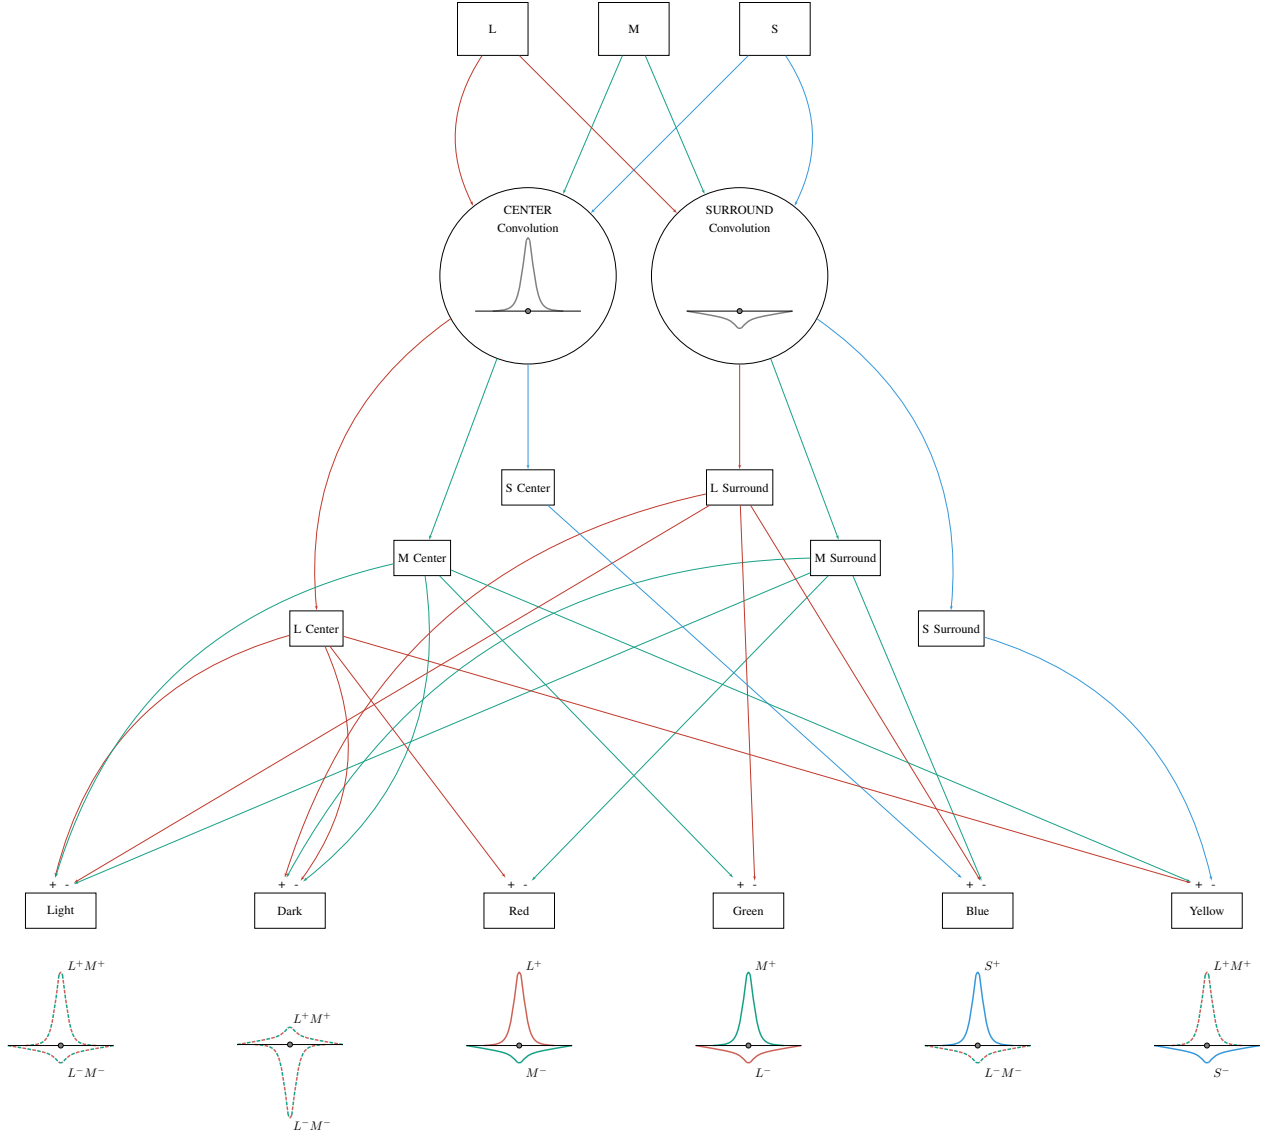 L
M
S
CENTER
Convolution
SURROUND
Convolution
S Center
L Surround
M Center
M Surround
L Center
S Surround
+ -
+ -
+ -
+ -
+ -
+ -
Light
Dark
Red
Green
Blue
Yellow
L⁺M⁺
L⁺
M⁺
S⁺
L⁺M⁺
L⁺M⁺
L⁻M⁻
M⁻
L⁻
L⁻M⁻
S⁻
L⁻M⁻